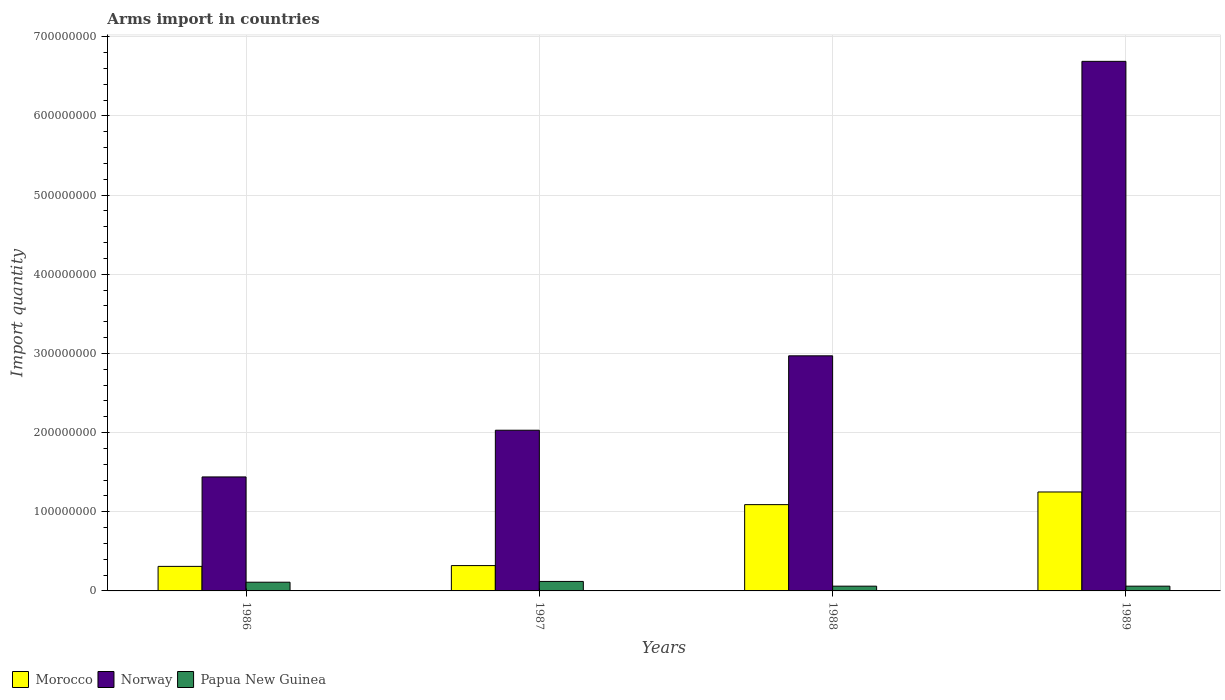 Arms import in countries
700000000
600000000
500000000
400000000
300000000
200000000
100000000
0
Import quantity
1986
1987
1988
1989
Years
Morocco
Norway
Papua New Guinea